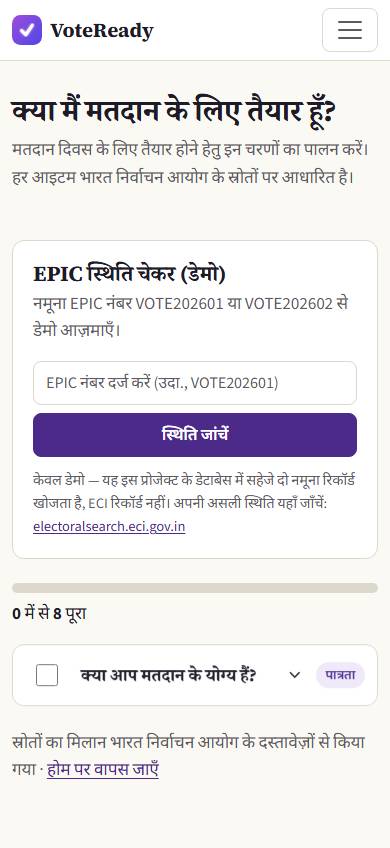 VoteReady
क्या मैं मतदान के लिए तैयार हूँ?
मतदान दिवस के लिए तैयार होने हेतु इन चरणों का पालन करें।
हर आइटम भारत निर्वाचन आयोग के स्रोतों पर आधारित है।
EPIC स्थिति चेकर (डेमो)
नमूना EPIC नंबर VOTE202601 या VOTE202602 से
डेमो आज़माएँ।
EPIC नंबर दर्ज करें (उदा., VOTE202601)
स्थिति जांचें
केवल डेमो — यह इस प्रोजेक्ट के डेटाबेस में सहेजे दो नमूना रिकॉर्ड
खोजता है, ECI रिकॉर्ड नहीं। अपनी असली स्थिति यहाँ जाँचें:
electoralsearch.eci.gov.in
0 में से 8 पूरा
क्या आप मतदान के योग्य हैं? पात्रता
स्रोतों का मिलान भारत निर्वाचन आयोग के दस्तावेज़ों से किया
गया · होम पर वापस जाएँ